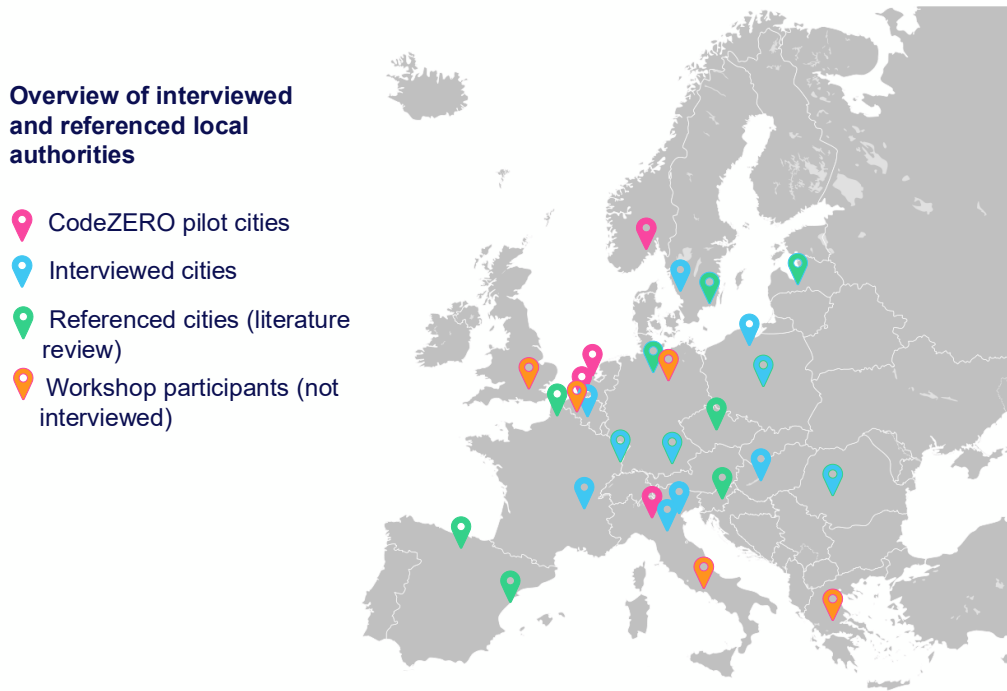 Overview of interviewed
and referenced local
authorities
CodeZERO pilot cities
Interviewed cities
Referenced cities (literature
review)
Workshop participants (not
interviewed)